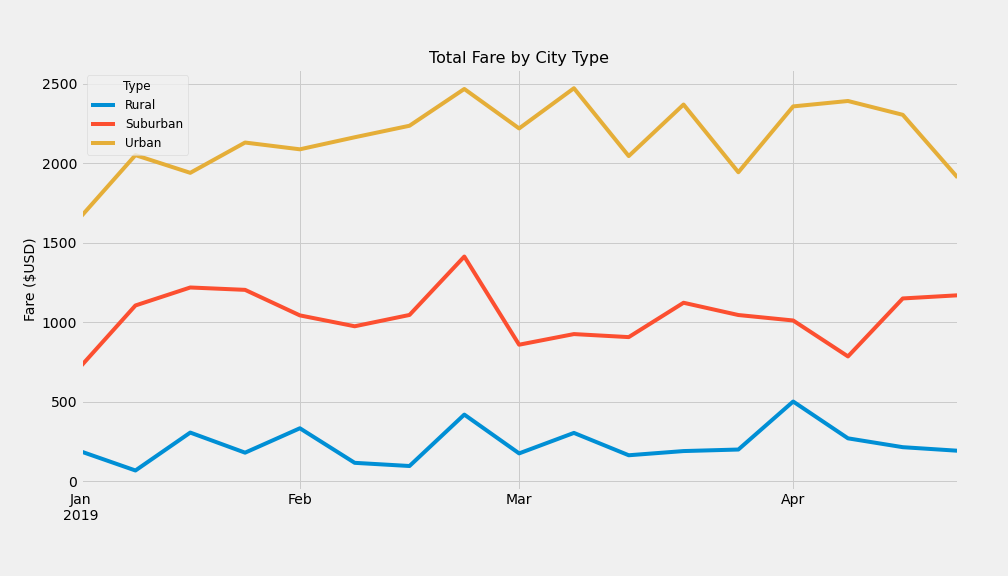 Total Fare by City Type
Type
Rural
Suburban
Urban
Fare ($USD)
2500
2000
1500
1000
500
0
Jan
2019
Feb
Mar
Apr